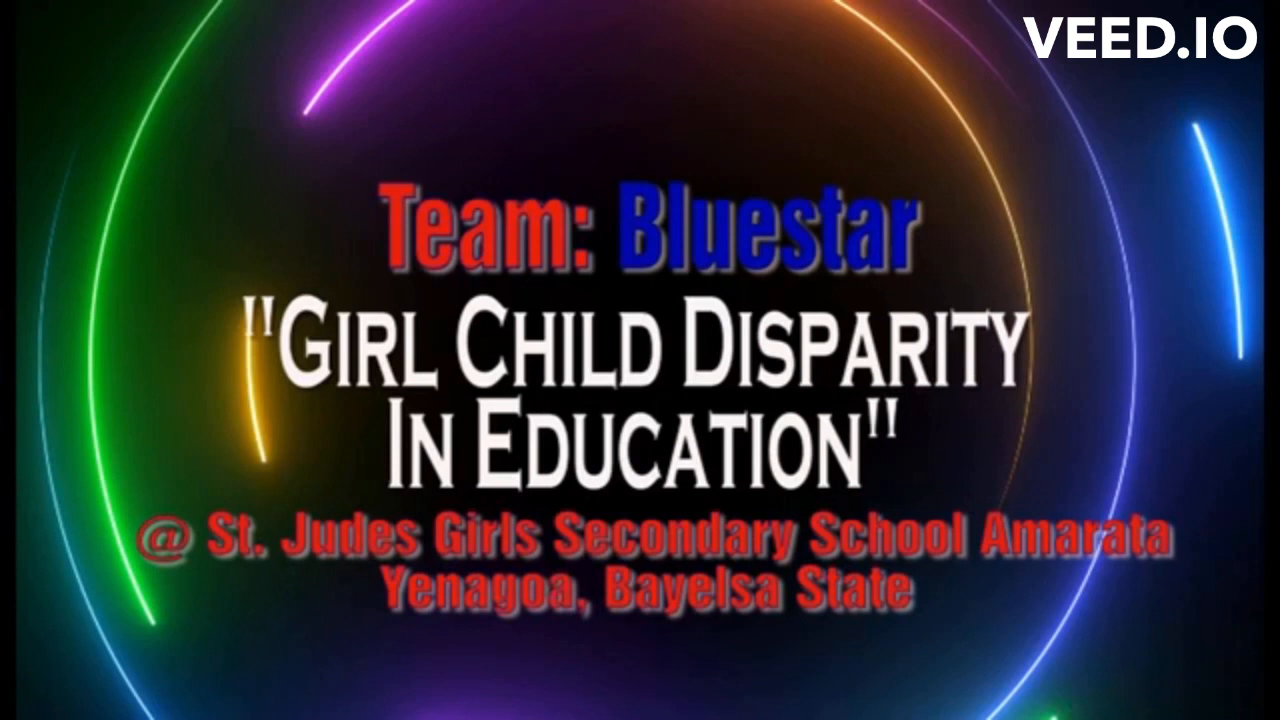 VEED.IO
Team: Bluestar
"GIRL CHILD DISPARITY
IN EDUCATION"
@ St. Judes Girls Secondary School Amarata
Yenagoa, Bayelsa State